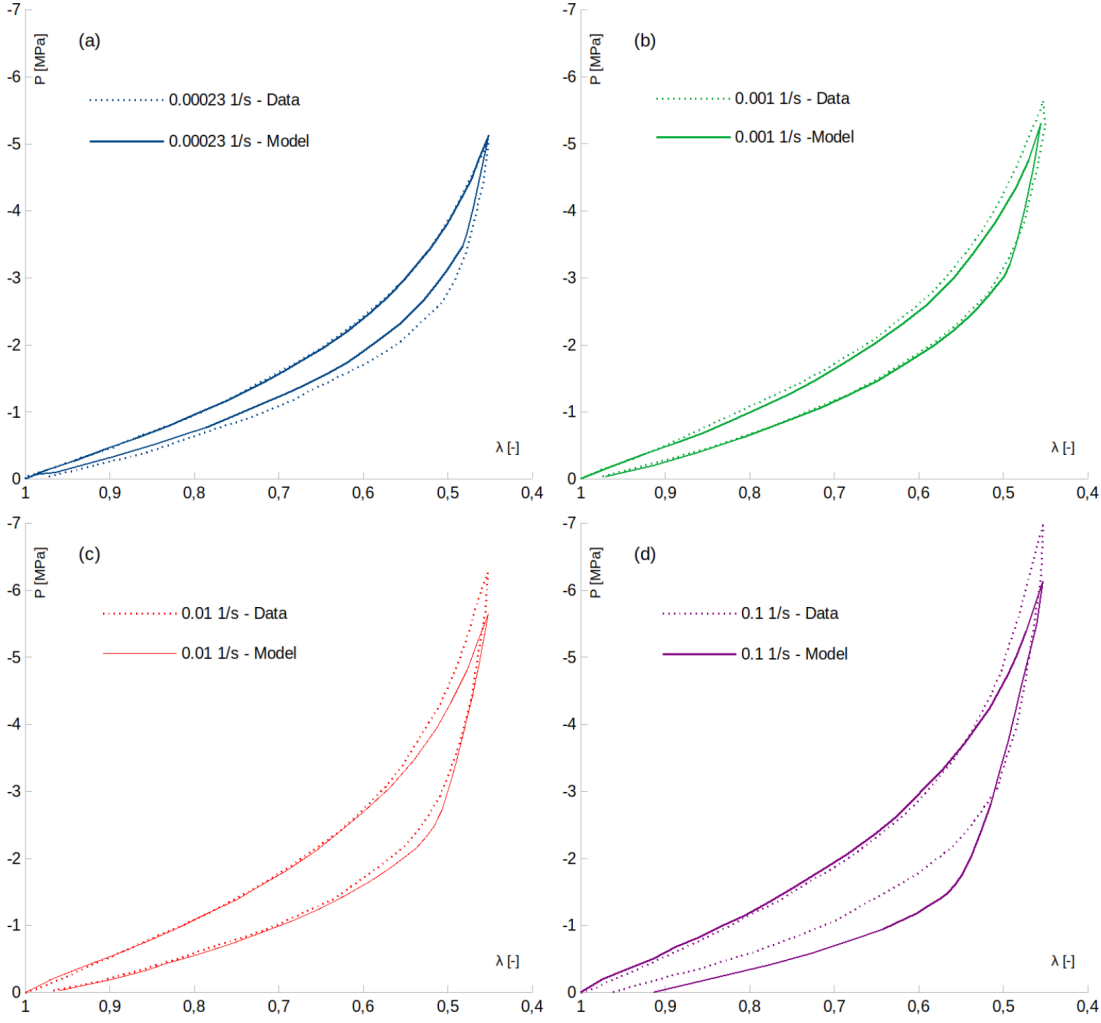 -7
(a)
P [MPa]
-6
0.00023 1/s - Data
0.00023 1/s - Model
-5
-4
-3
-2
-1
λ [-]
0
1 0,9 0,8 0,7 0,6 0,5 0,4
-7
(b)
P [MPa]
-6
0.001 1/s - Data
0.001 1/s -Model
-5
-4
-3
-2
-1
λ [-]
0
1 0,9 0,8 0,7 0,6 0,5 0,4
-7
(c)
P [MPa]
-6
0.01 1/s - Data
0.01 1/s - Model
-5
-4
-3
-2
-1
λ [-]
0
1 0,9 0,8 0,7 0,6 0,5 0,4
-7
(d)
P [MPa]
-6
0.1 1/s - Data
0.1 1/s - Model
-5
-4
-3
-2
-1
λ [-]
0
1 0,9 0,8 0,7 0,6 0,5 0,4